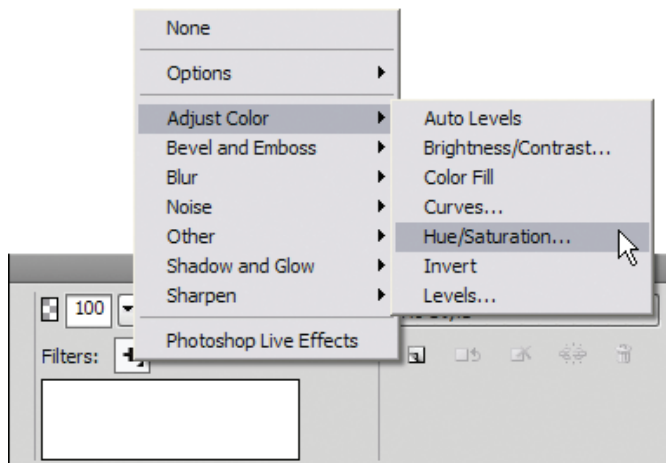 None
Options
Adjust Color
Bevel and Emboss
Blur
Noise
Other
Shadow and Glow
Sharpen
Photoshop Live Effects
Auto Levels
Brightness/Contrast...
Color Fill
Curves...
Hue/Saturation...
Invert
Levels...
100
Filters: